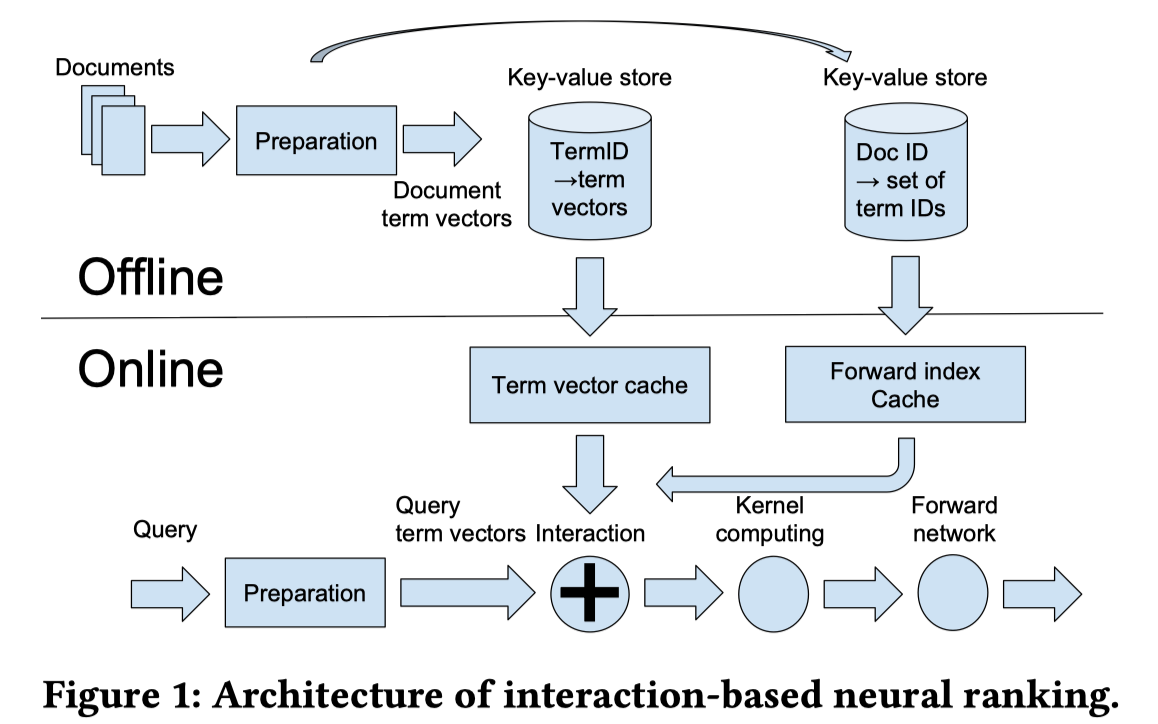 Documents
Preparation
Document
term vectors
Key-value store
TermID
→term
vectors
Key-value store
Doc ID
→ set of
term IDs
Offline
Online
Term vector cache
Forward index
Cache
Query
Preparation
Query
term vectors
Interaction
Kernel
computing
Forward
network
Figure 1: Architecture of interaction-based neural ranking.